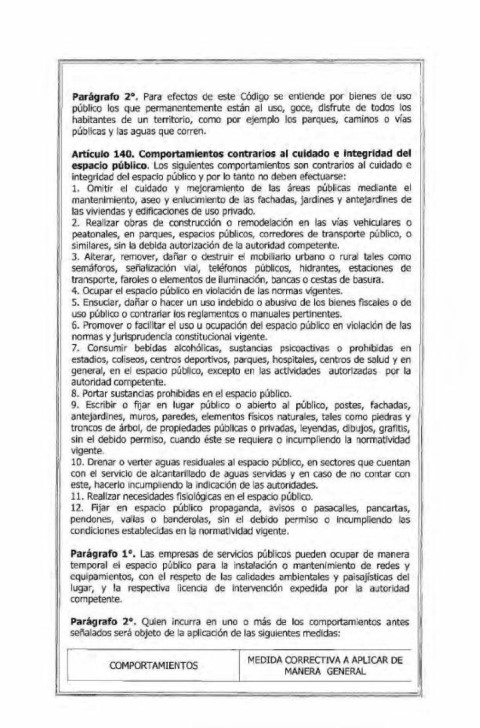 Parágrafo 2°. Para efectos de este Código se entiende por bienes de uso
público los que permanentemente están al uso, goce, disfrute de todos los
habitantes de un territorio, como por ejemplo los parques, caminos o vías
públicas y las aguas que corren.
Artículo 140. Comportamientos contrarios al cuidado e integridad del
espacio público. Los siguientes comportamientos son contrarios al cuidado e
integridad del espacio público y por lo tanto no deben efectuarse:
1. Omitir el cuidado y mejoramiento de las áreas públicas mediante el
mantenimiento, aseo y enlucimiento de las fachadas, jardines y antejardines de
las viviendas y edificaciones de uso privado.
2. Realizar obras de construcción o remodelación en las vías vehiculares o
peatonales, en parques, espacios públicos, corredores de transporte público, o
similares, sin la debida autorización de la autoridad competente.
3. Alterar, remover, dañar o destruir el mobiliario urbano o rural tales como
semáforos, señalización vial, teléfonos públicos, hidrantes, estaciones de
transporte, faroles o elementos de iluminación, bancas o cestas de basura.
4. Ocupar el espacio público en violación de las normas vigentes.
5. Ensuciar, dañar o hacer un uso indebido o abusivo de los bienes fiscales o de
uso público o contrariar los reglamentos o manuales pertinentes.
6. Promover o facilitar el uso u ocupación del espacio público en violación de las
normas y jurisprudencia constitucional vigente.
7. Consumir bebidas alcohólicas, sustancias psicoactivas o prohibidas en
estadios, coliseos, centros deportivos, parques, hospitales, centros de salud y en
general, en el espacio público, excepto en las actividades autorizadas por la
autoridad competente.
8. Portar sustancias prohibidas en el espacio público.
9. Escribir o fijar en lugar público o abierto al público, postes, fachadas,
antejardines, muros, paredes, elementos físicos naturales, tales como piedras y
troncos de árbol, de propiedades públicas o privadas, leyendas, dibujos, grafitis,
sin el debido permiso, cuando éste se requiera o incumpliendo la normatividad
vigente.
10. Drenar o verter aguas residuales al espacio público, en sectores que cuentan
con el servicio de alcantarillado de aguas servidas y en caso de no contar con
este, hacerlo incumpliendo la indicación de las autoridades.
11. Realizar necesidades fisiológicas en el espacio público.
12. Fijar en espacio público propaganda, avisos o pasacalles, pancartas,
pendones, vallas o banderolas, sin el debido permiso o incumpliendo las
condiciones establecidas en la normatividad vigente.
Parágrafo 1°. Las empresas de servicios públicos pueden ocupar de manera
temporal el espacio público para la instalación o mantenimiento de redes y
equipamientos, con el respeto de las calidades ambientales y paisajísticas del
lugar, y la respectiva licencia de intervención expedida por la autoridad
competente.
Parágrafo 2°. Quien incurra en uno o más de los comportamientos antes
señalados será objeto de la aplicación de las siguientes medidas:
COMPORTAMIENTOS
MEDIDA CORRECTIVA A APLICAR DE
MANERA GENERAL